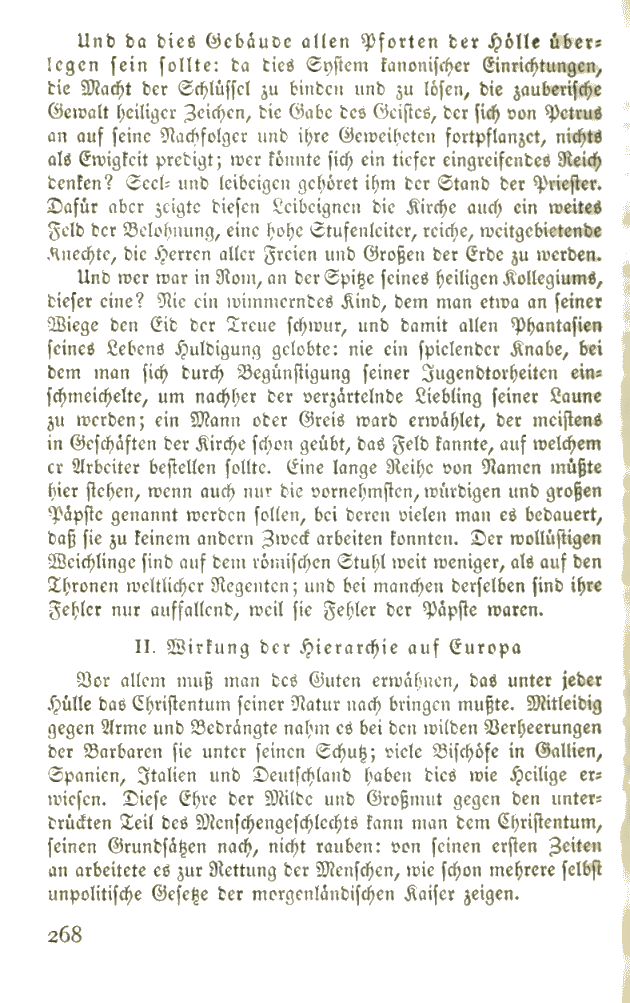 Und da dies Gebäude allen Pforten der Hölle über-
legen sein sollte: da dies System kanonischer Einrichtungen,
die Macht der Schlüssel zu binden und zu lösen, die zauberische
Gewalt heiliger Zeichen, die Gabe des Geistes, der sich von Petrus
an auf seine Nachfolger und ihre Geweiheten fortpflanzet, nichts
als Ewigkeit predigt; wer könnte sich ein tiefer eingreifendes Reich
denken? Seel- und leibeigen gehöret ihm der Stand der Priester.
Dafür aber zeigte diesen Leibeignen die Kirche auch ein weites
Feld der Belohnung, eine hohe Stufenleiter, reiche, weitgebietende
Knechte, die Herren aller Freien und Großen der Erde zu werden.
Und wer war in Rom, an der Spitze seines heiligen Kollegiums,
dieser eine? Nie ein wimmerndes Kind, dem man etwa an seiner
Wiege den Eid der Treue schwur, und damit allen Phantasien
seines Lebens Huldigung gelobte: nie ein spielender Knabe, bei
dem man sich durch Begünstigung seiner Jugendtorheiten ein-
schmeichelte, um nachher der verzärtelnde Liebling seiner Laune
zu werden; ein Mann oder Greis ward erwählet, der meistens
in Geschäften der Kirche schon geübt, das Feld kannte, auf welchem
er Arbeiter bestellen sollte. Eine lange Reihe von Namen müßte
hier stehen, wenn auch nur die vornehmsten, würdigen und großen
Päpste genannt werden sollen, bei deren vielen man es bedauert,
daß sie zu keinem andern Zweck arbeiten konnten. Der wollüstigen
Weichlinge sind auf dem römischen Stuhl weit weniger, als auf den
Thronen weltlicher Regenten; und bei manchen derselben sind ihre
Fehler nur auffallend, weil sie Fehler der Päpste waren.
II. Wirkung der Hierarchie auf Europa
Vor allem muß man des Guten erwähnen, das unter jeder
Hülle das Christentum seiner Natur nach bringen mußte. Mitleidig
gegen Arme und Bedrängte nahm es bei den wilden Verheerungen
der Barbaren sie unter seinen Schutz; viele Bischöfe in Gallien,
Spanien, Italien und Deutschland haben dies wie Heilige er-
wiesen. Diese Ehre der Milde und Großmut gegen den unter-
drückten Teil des Menschengeschlechts kann man dem Christentum,
seinen Grundsätzen nach, nicht rauben: von seinen ersten Zeiten
an arbeitete es zur Rettung der Menschen, wie schon mehrere selbst
unpolitische Gesetze der morgenländischen Kaiser zeigen.
268